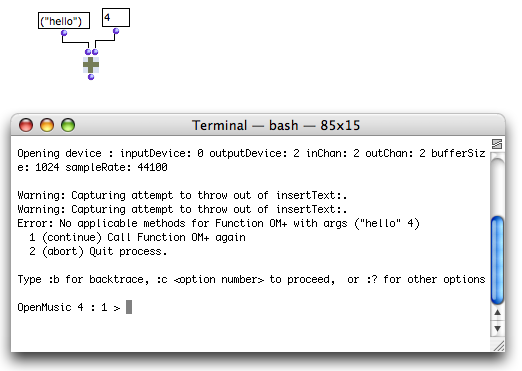 ("hello")
4
Terminal — bash — 85x15
Opening device : inputDevice: 0 outputDevice: 2 inChan: 2 outChan: 2 bufferSiz
e: 1024 sampleRate: 44100
Warning: Capturing attempt to throw out of insertText:.
Warning: Capturing attempt to throw out of insertText:.
Error: No applicable methods for Function OM+ with args ("hello" 4)
1 (continue) Call Function OM+ again
2 (abort) Quit process.
Type :b for backtrace, :c <option number> to proceed, or :? for other options
OpenMusic 4 : 1 >